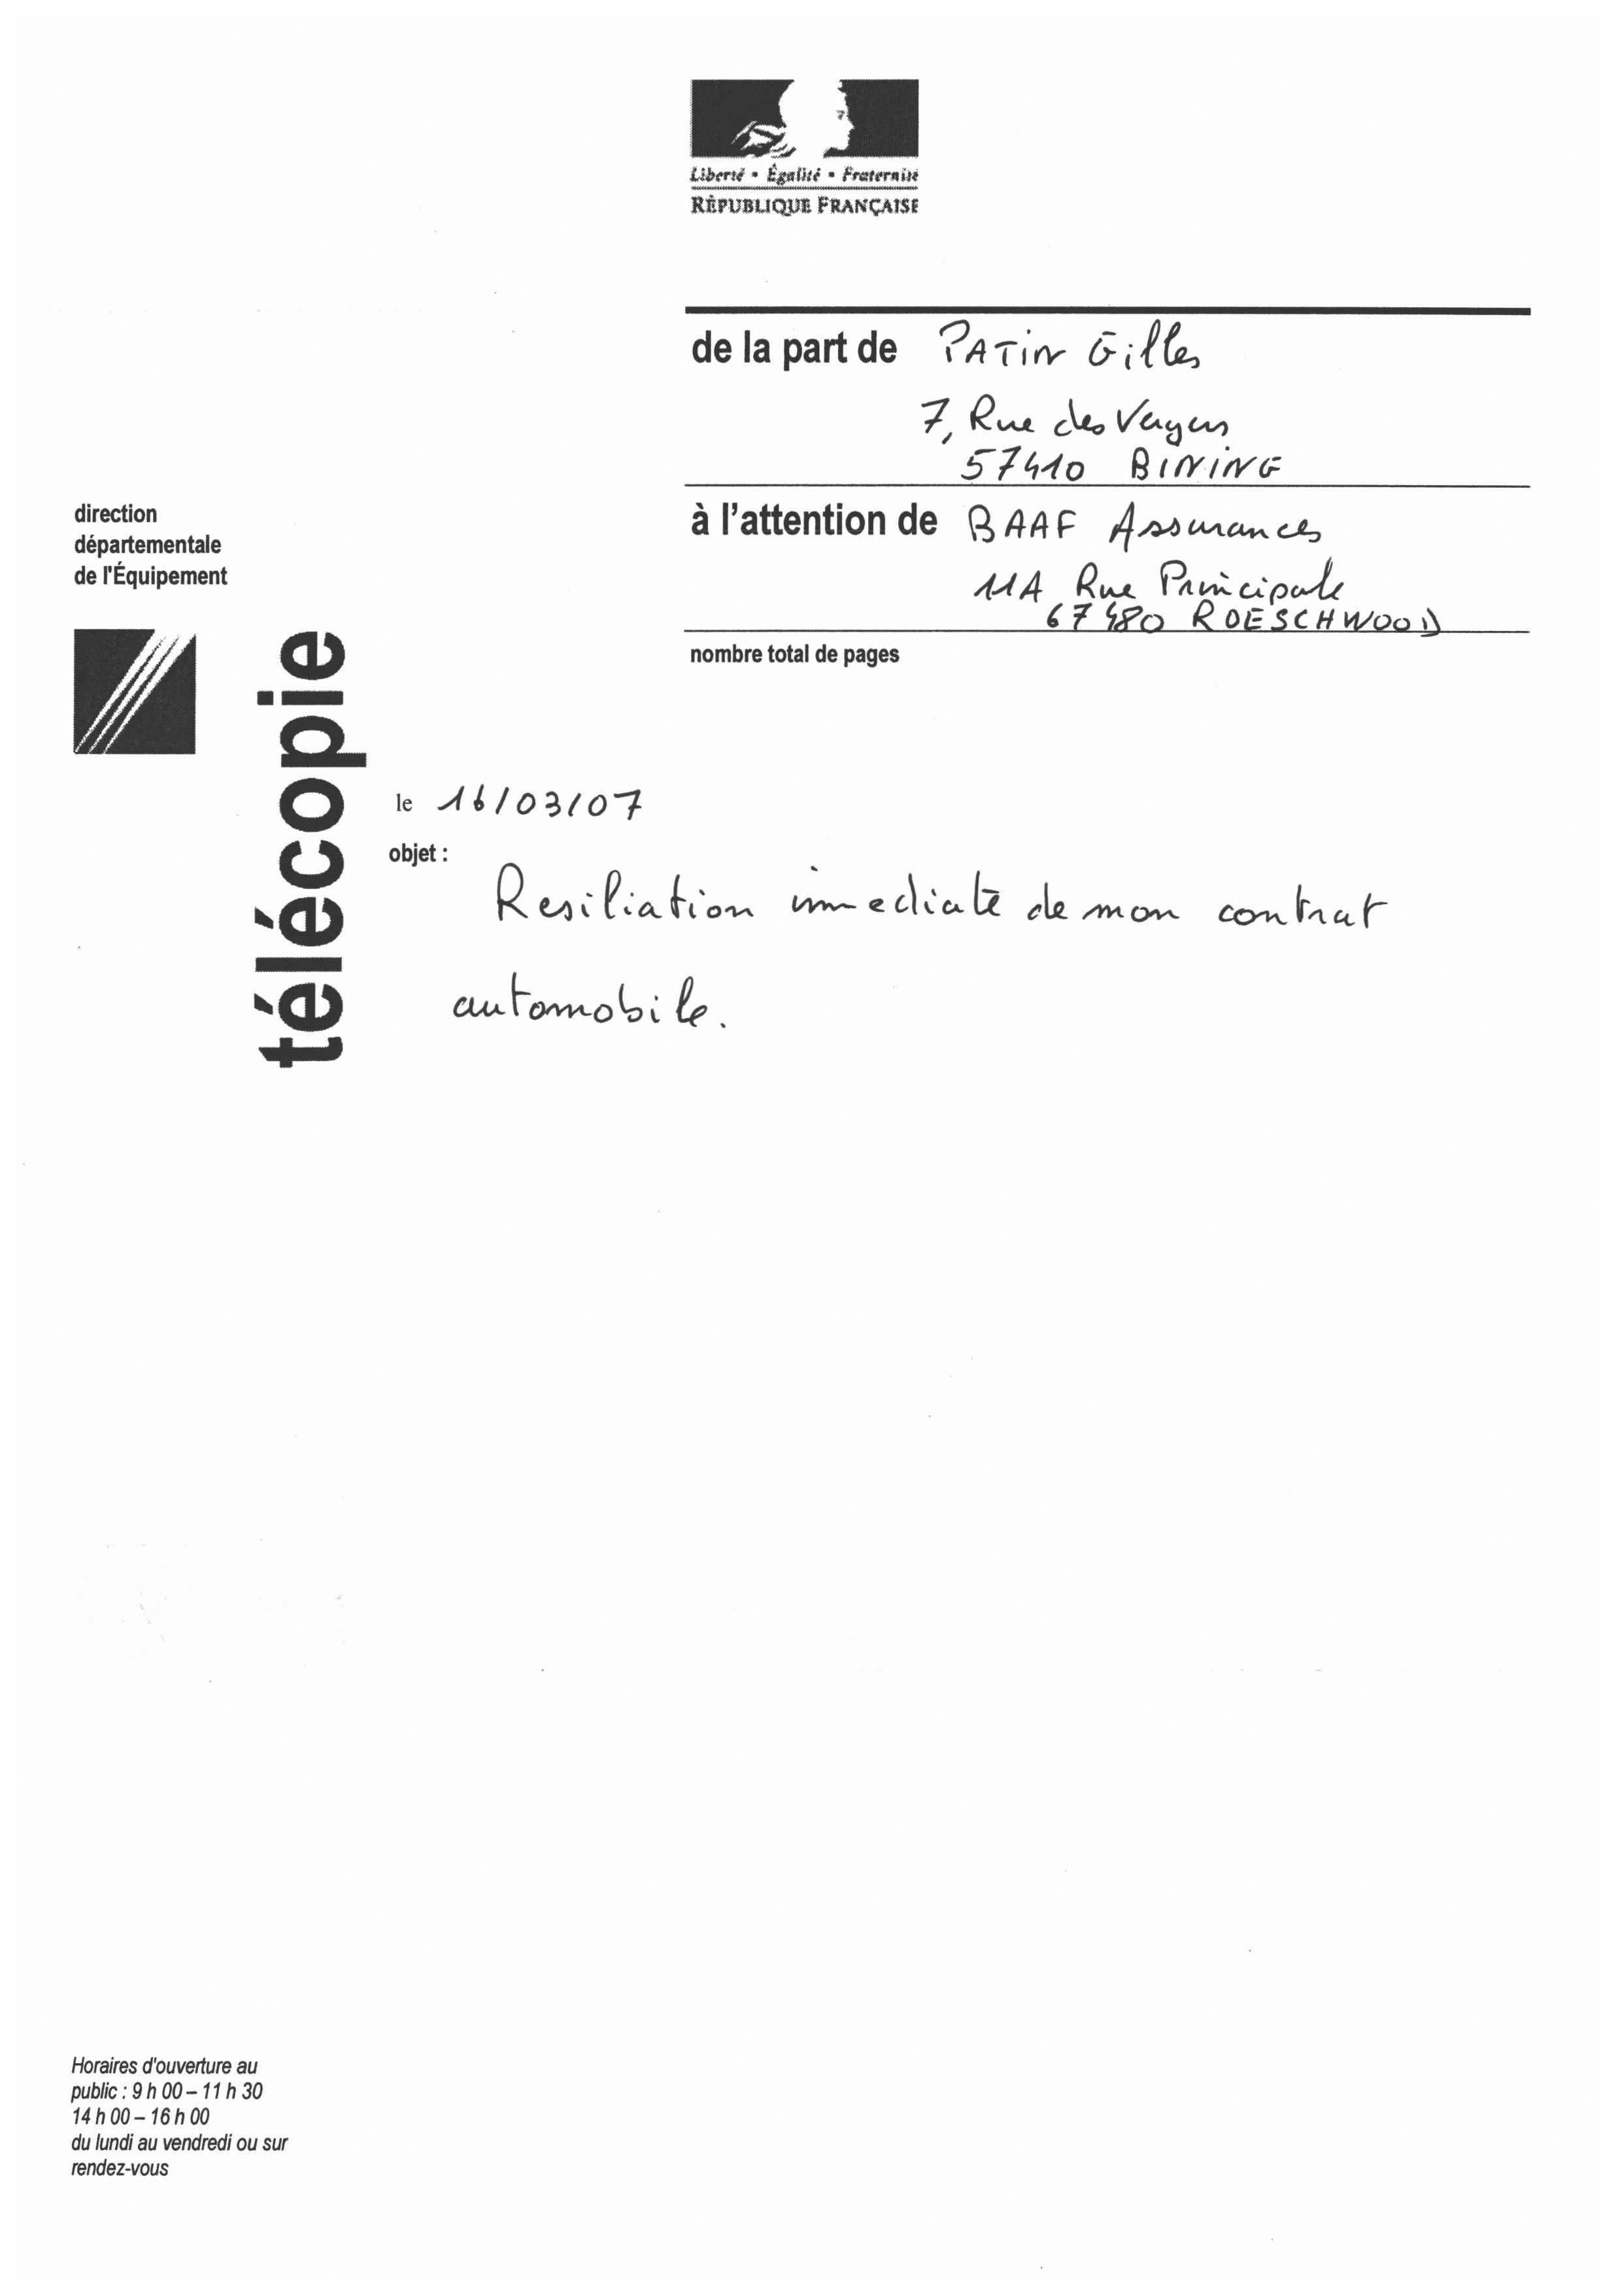 Liberté • Égalité • Fraternité
RÉPUBLIQUE FRANÇAISE
de la part de PATiN Gilles
7, Rue des Vergers
57410 BINING
direction
départementale
de l'Équipement
à l'attention de BAAF Assurances
11A Rue Principale
67480 ROESCHWOOD
nombre total de pages
télécopie
le 16/03/07
objet :
Resiliation immediate de mon contrat
automobile.
Horaires d'ouverture au
public : 9 h 00 – 11 h 30
14 h 00 – 16 h 00
du lundi au vendredi ou sur
rendez-vous